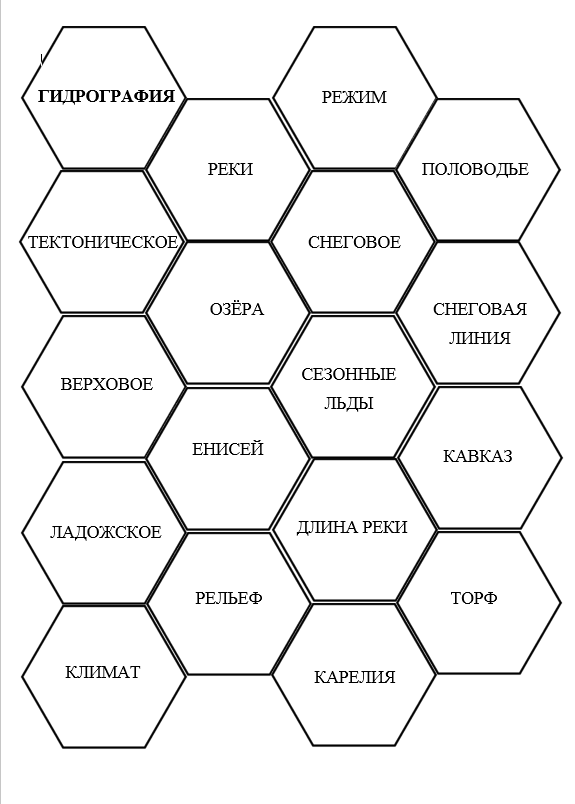 ГИДРОГРАФИЯ
РЕЖИМ
РЕКИ
ПОЛОВОДЬЕ
ТЕКТОНИЧЕСКОЕ
СНЕГОВОЕ
ОЗЁРА
СНЕГОВАЯ
ЛИНИЯ
ВЕРХОВОЕ
СЕЗОННЫЕ
ЛЬДЫ
ЕНИСЕЙ
КАВКАЗ
ЛАДОЖСКОЕ
ДЛИНА РЕКИ
РЕЛЬЕФ
ТОРФ
КЛИМАТ
КАРЕЛИЯ